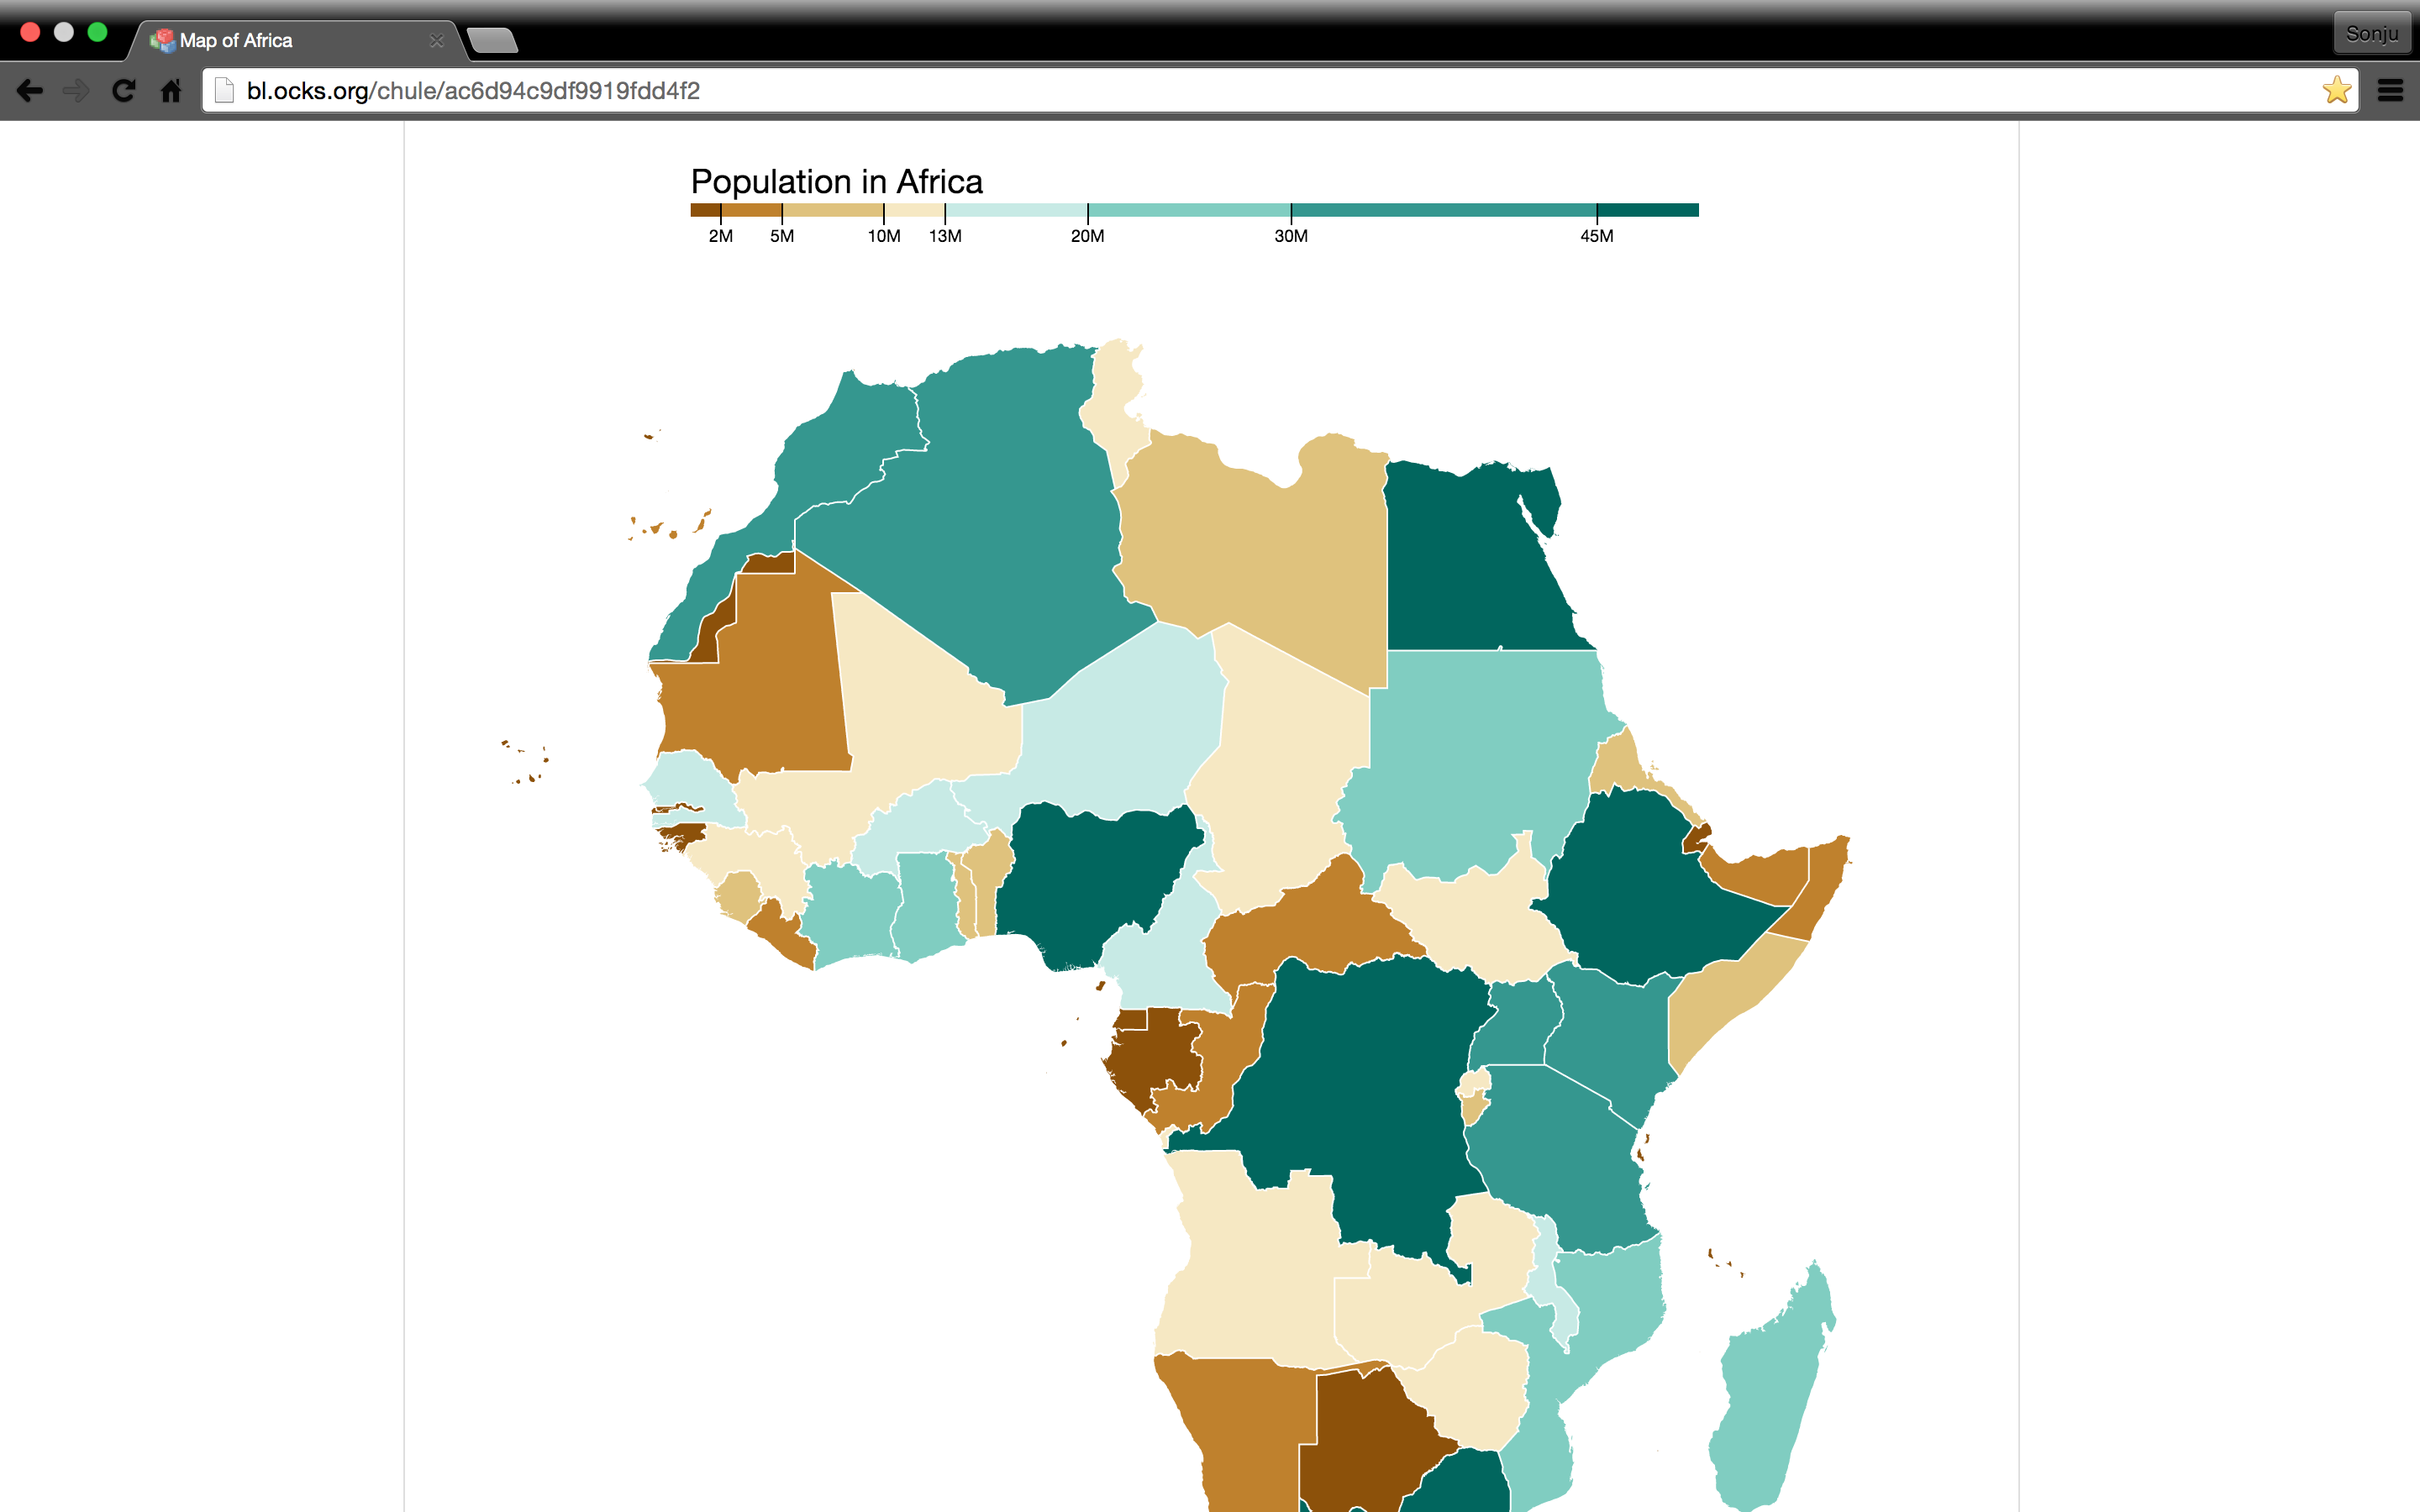 Map of Africa
Sonju
bl.ocks.org/chule/ac6d94c9df9919fdd4f2
Population in Africa
2M 5M 10M 13M 20M 30M 45M